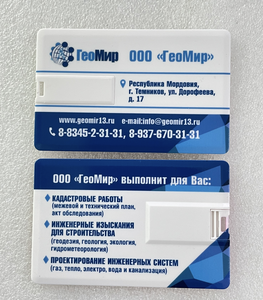 ГеоМир ООО «ГеоМир»
Республика Мордовия,
г. Темников, ул. Дорофеева,
д. 17
www.geomir13.ru e-mail:info@geomir13.ru
8-8345-2-31-31, 8-937-670-31-31
ООО «ГеоМир» выполнит для Вас:
КАДАСТРОВЫЕ РАБОТЫ
(межевой и технический план,
акт обследования)
ИНЖЕНЕРНЫЕ ИЗЫСКАНИЯ
ДЛЯ СТРОИТЕЛЬСТВА
(геодезия, геология, экология,
гидрометеорология)
ПРОЕКТИРОВАНИЕ ИНЖЕНЕРНЫХ СИСТЕМ
(газ, тепло, электро, вода и канализация)